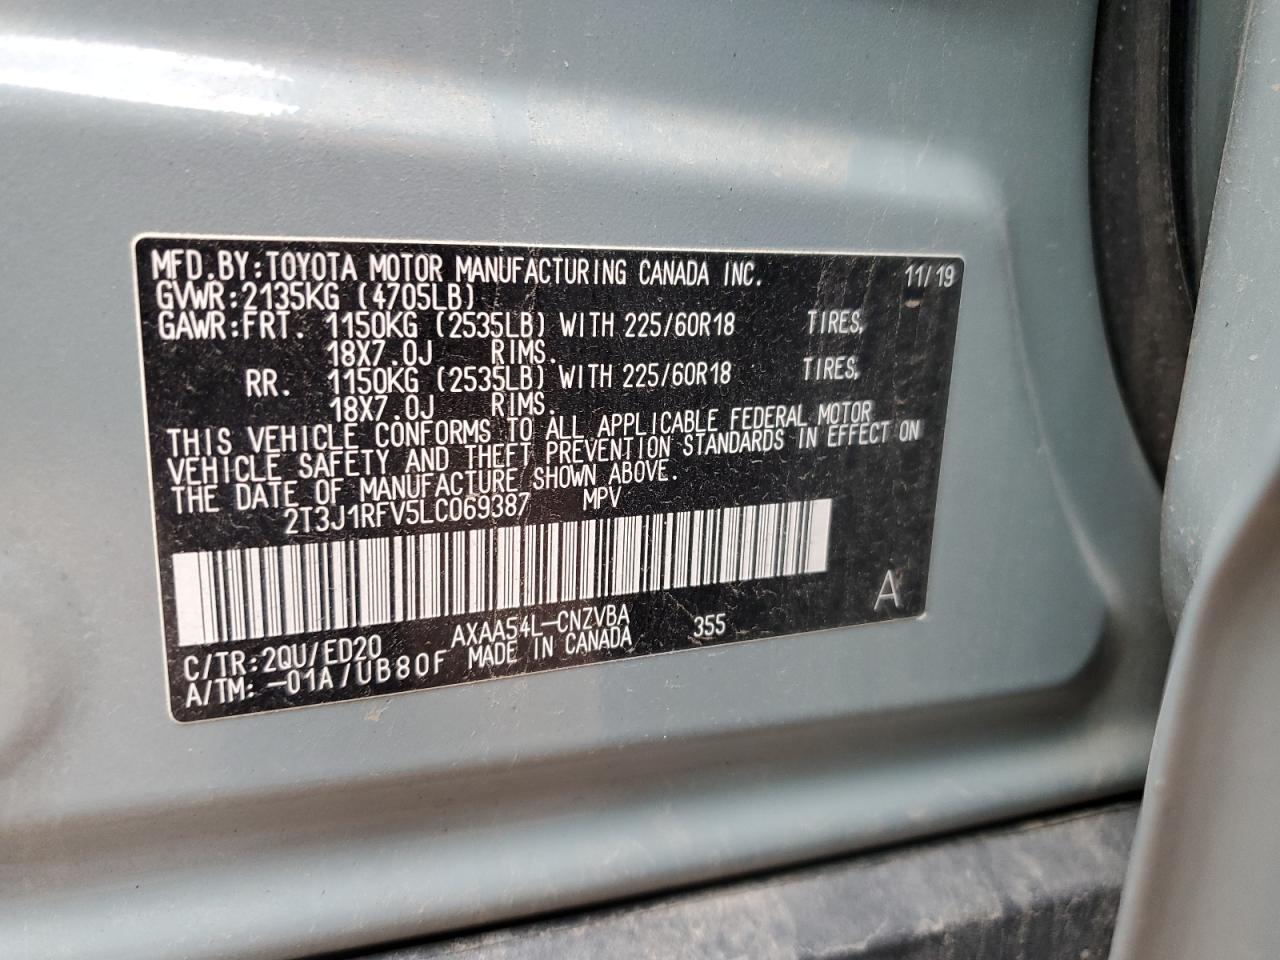 MFD.BY:TOYOTA MOTOR MANUFACTURING CANADA INC. 11/19
GVWR:2135KG (4705LB)
GAWR:FRT. 1150KG (2535LB) WITH 225/60R18 TIRES,
18X7.0J RIMS.
RR. 1150KG (2535LB) WITH 225/60R18 TIRES,
18X7.0J RIMS.
THIS VEHICLE CONFORMS TO ALL APPLICABLE FEDERAL MOTOR
VEHICLE SAFETY AND THEFT PREVENTION STANDARDS IN EFFECT ON
THE DATE OF MANUFACTURE SHOWN ABOVE.
2T3J1RFV5LC069387 MPV
A
C/TR:2QU/ED20 AXAA54L-CNZVBA 355
A/TM:-01A/UB80F MADE IN CANADA